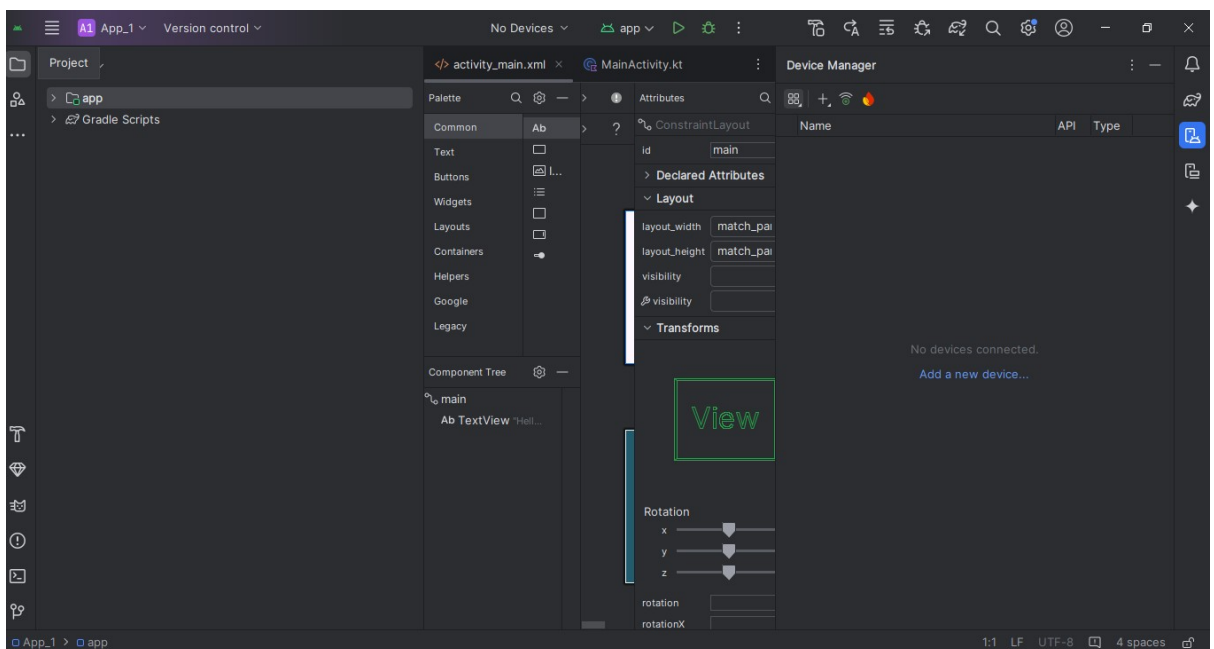 A1 App_1 Version control No Devices app
Project
app
Gradle Scripts
activity_main.xml MainActivity.kt
Palette
Common
Text
Buttons
Widgets
Layouts
Containers
Helpers
Google
Legacy
Ab
I...
Component Tree
main
Ab TextView "Hell...
?
Attributes
ConstraintLayout
id main
Declared Attributes
Layout
layout_width match_par
layout_height match_par
visibility
visibility
Transforms
View
Rotation
x
y
z
rotation
rotationX
Device Manager
Name API Type
No devices connected.
Add a new device...
App_1 > app
1:1 LF UTF-8 4 spaces